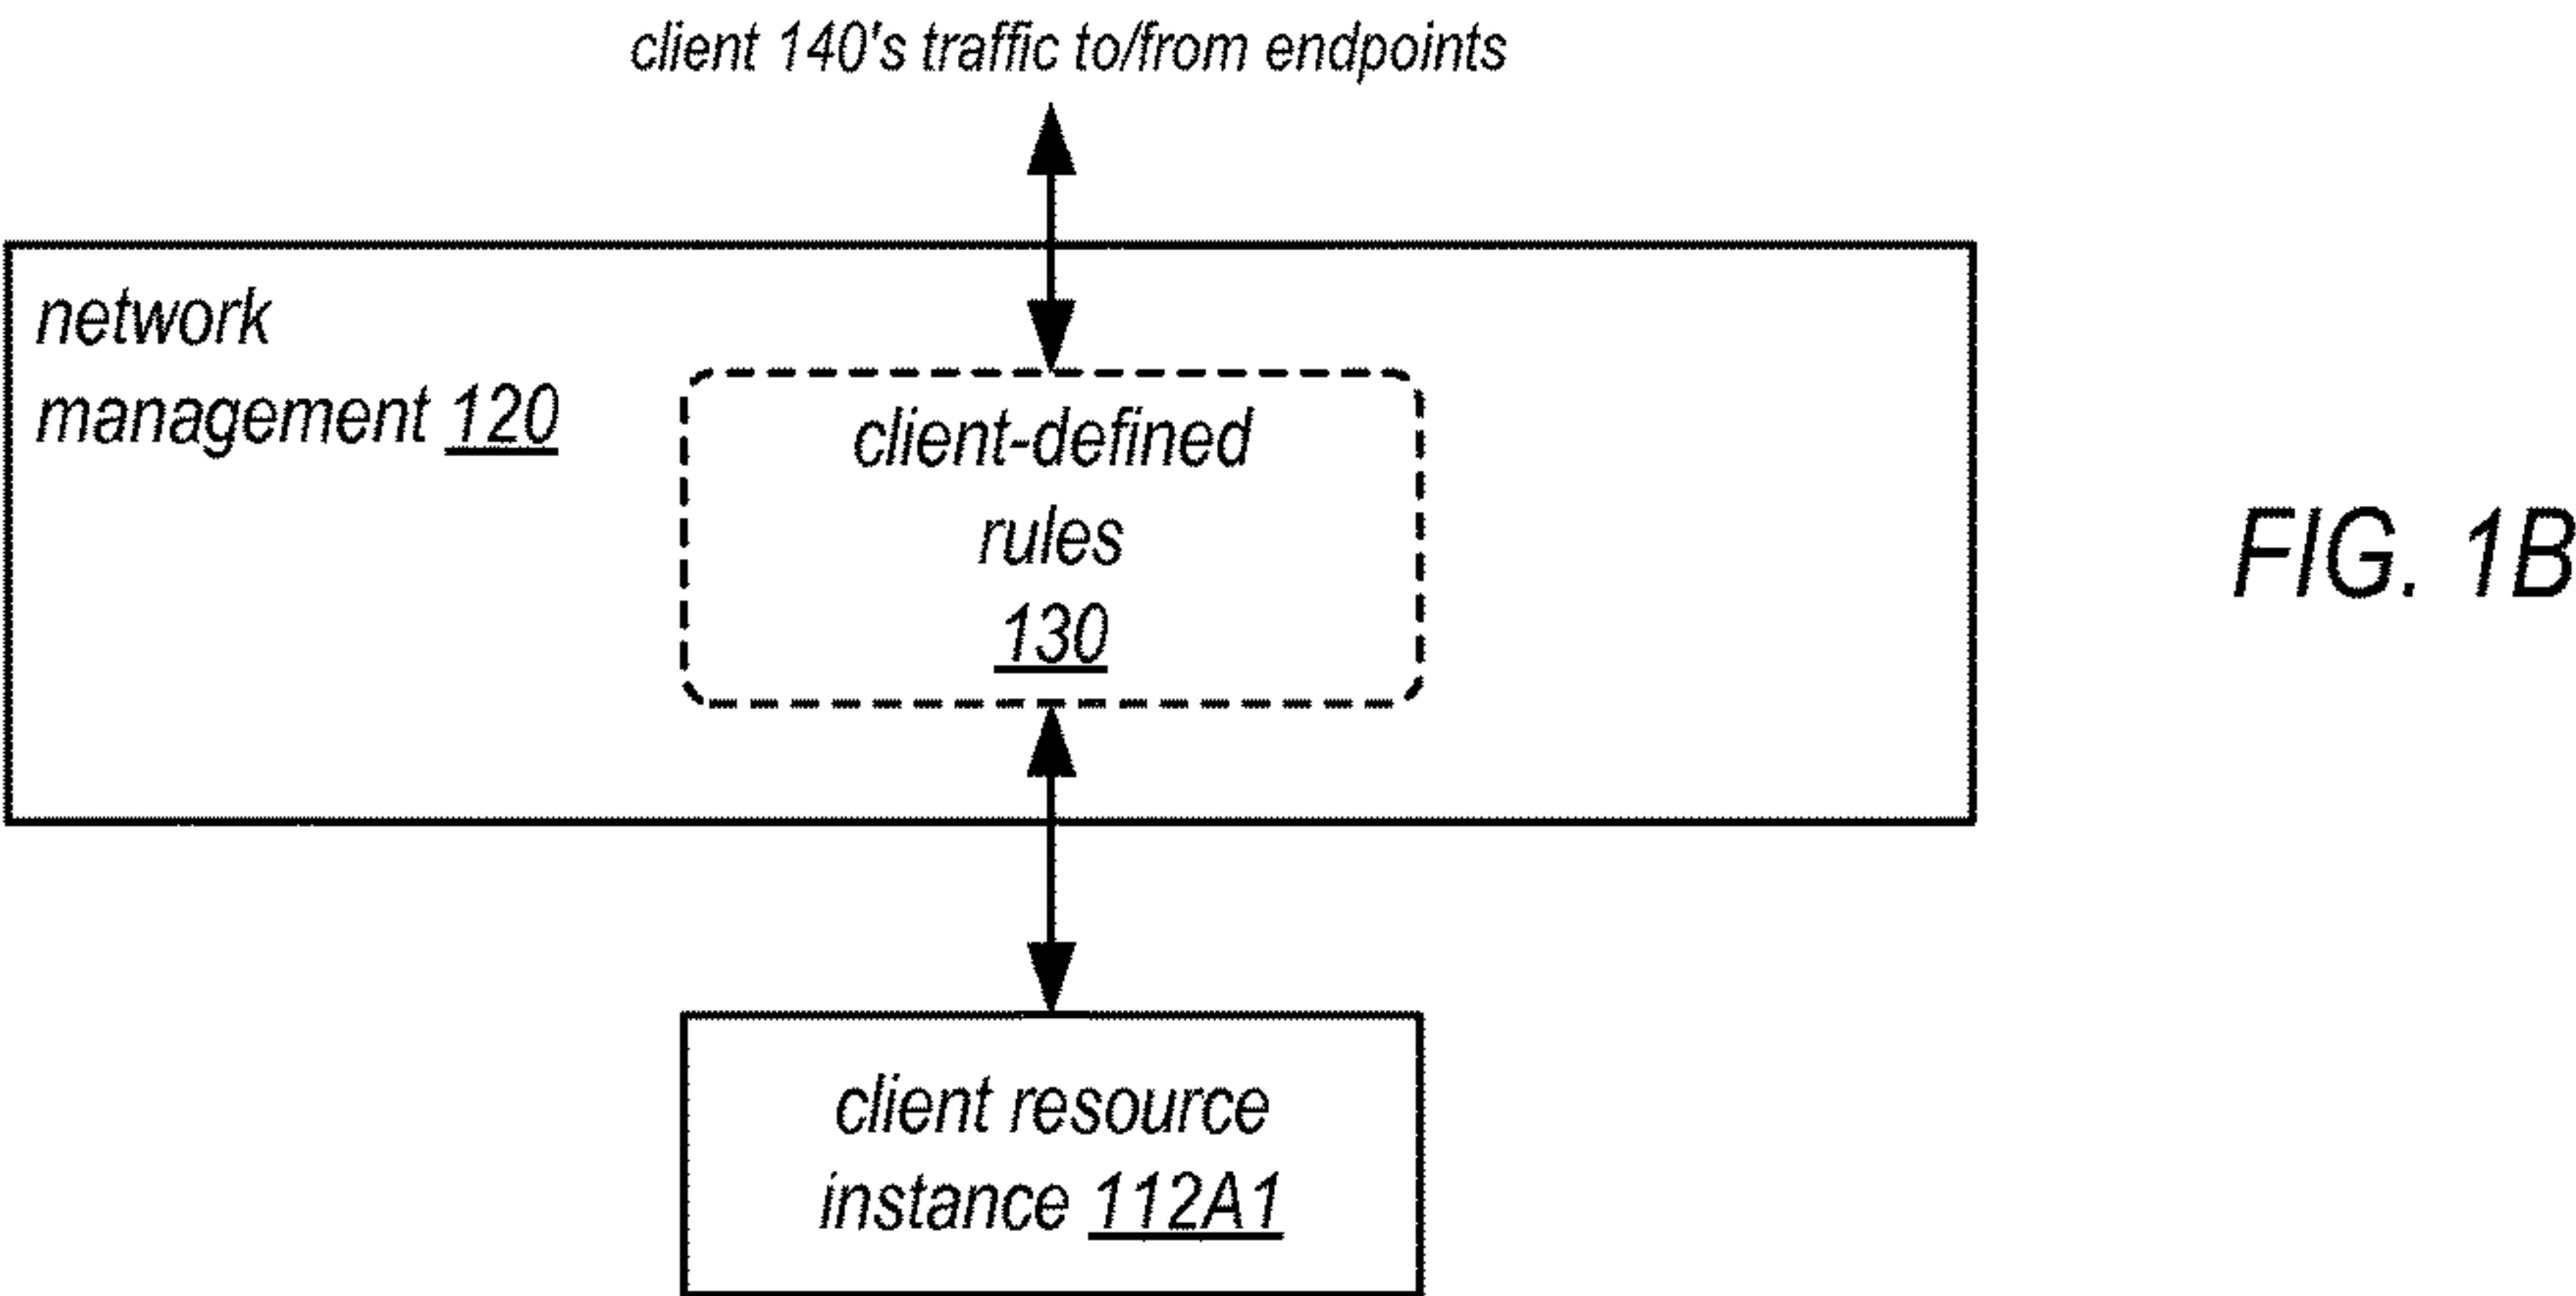 client 140's traffic to/from endpoints
network
management 120
client-defined
rules
130
FIG. 1B
client resource
instance 112A1